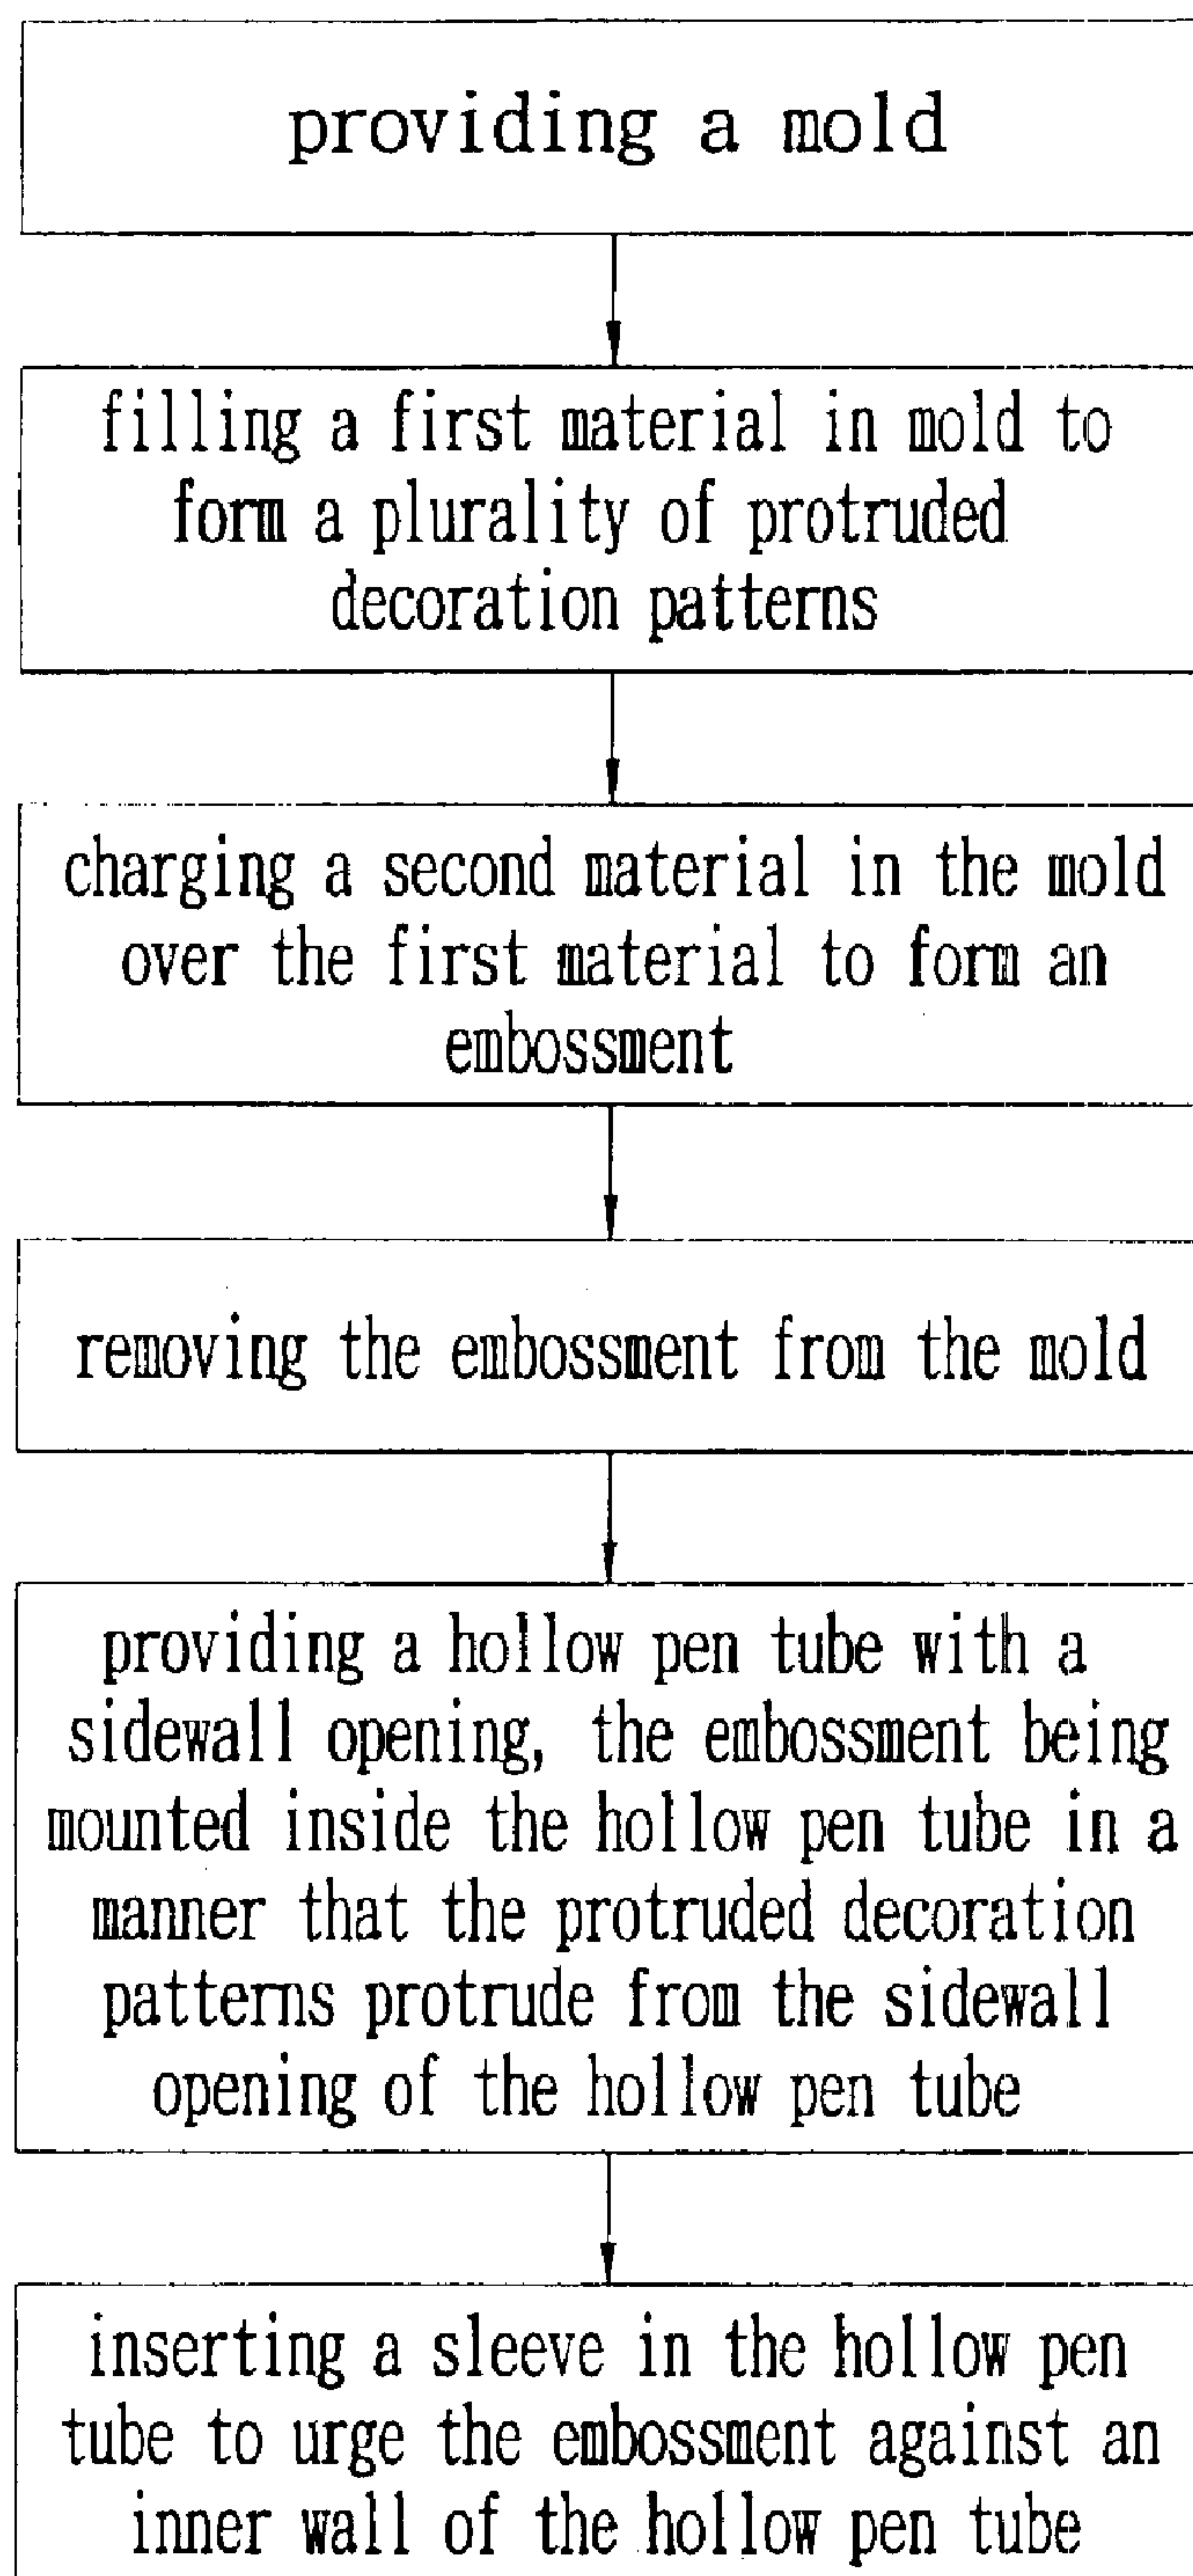 providing a mold
filling a first material in mold to
form a plurality of protruded
decoration patterns
charging a second material in the mold
over the first material to form an
embossment
removing the embossment from the mold
providing a hollow pen tube with a
sidewall opening, the embossment being
mounted inside the hollow pen tube in a
manner that the protruded decoration
patterns protrude from the sidewall
opening of the hollow pen tube
inserting a sleeve in the hollow pen
tube to urge the embossment against an
inner wall of the hollow pen tube